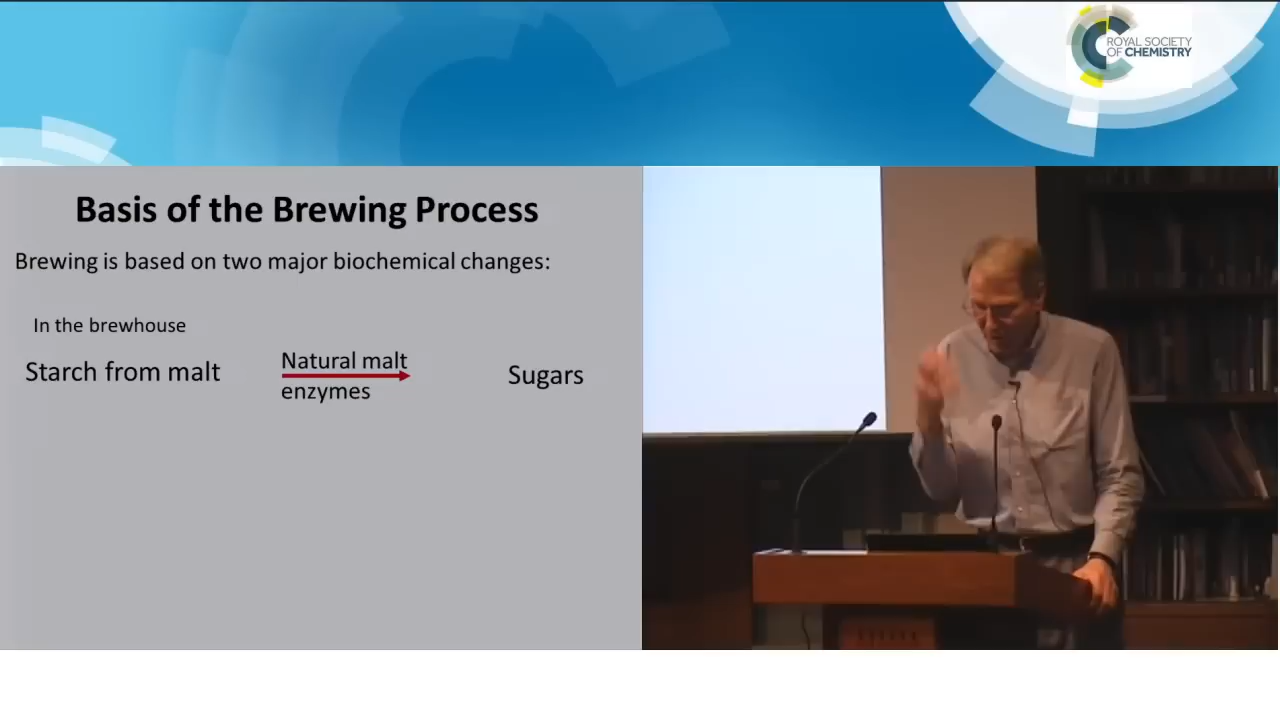 ROYAL SOCIETY
OF CHEMISTRY
Basis of the Brewing Process
Brewing is based on two major biochemical changes:
In the brewhouse
Starch from malt
Natural malt
enzymes
Sugars